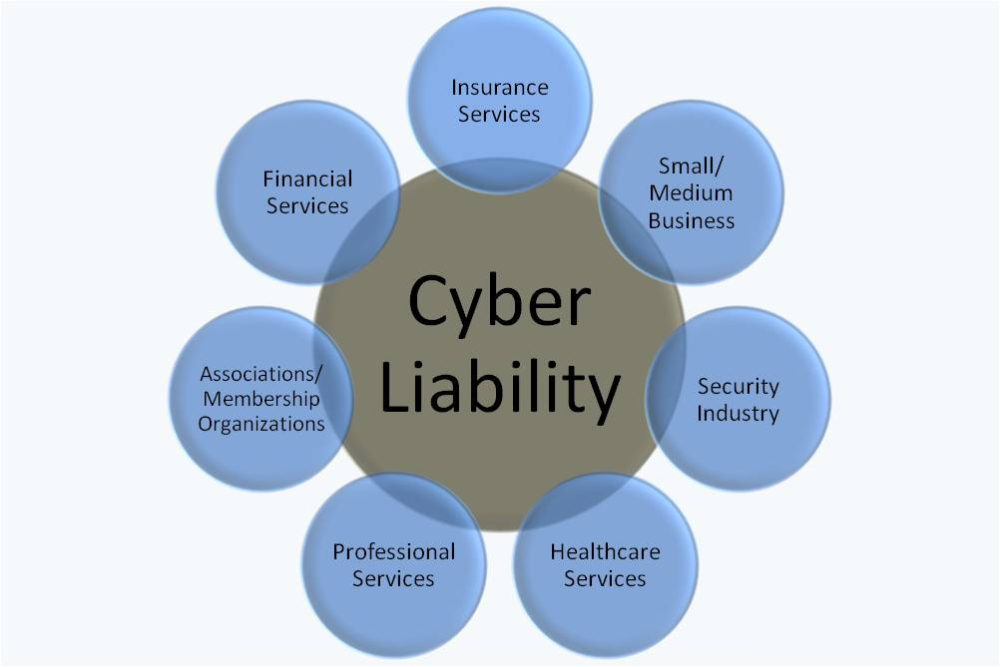 Insurance
Services
Small/
Medium
Business
Security
Industry
Healthcare
Services
Professional
Services
Associations/
Membership
Organizations
Financial
Services
Cyber
Liability